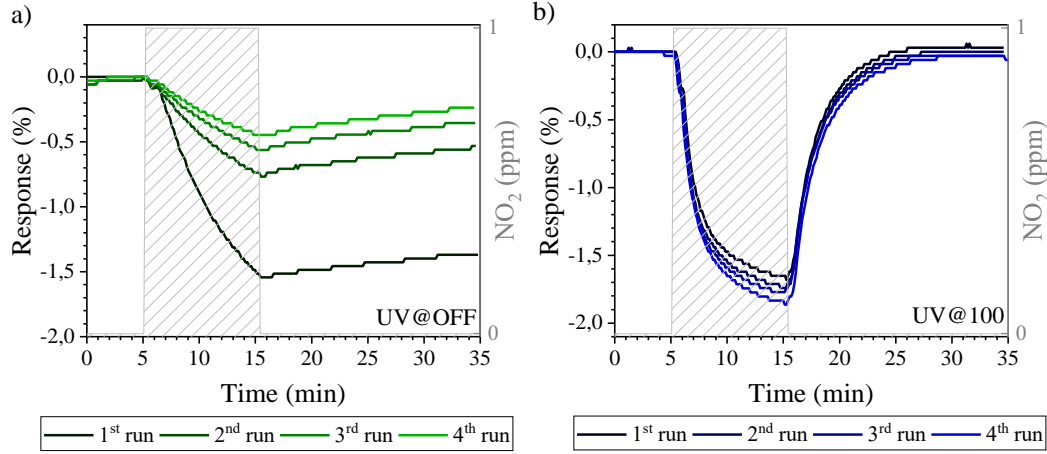 a)
Response (%)
0,0
-0,5
-1,0
-1,5
-2,0
0 5 10 15 20 25 30 35
Time (min)
1
0
NO₂ (ppm)
UV@OFF
1st run 2nd run 3rd run 4th run
b)
Response (%)
0,0
-0,5
-1,0
-1,5
-2,0
0 5 10 15 20 25 30 35
Time (min)
1
0
NO₂ (ppm)
UV@100
1st run 2nd run 3rd run 4th run